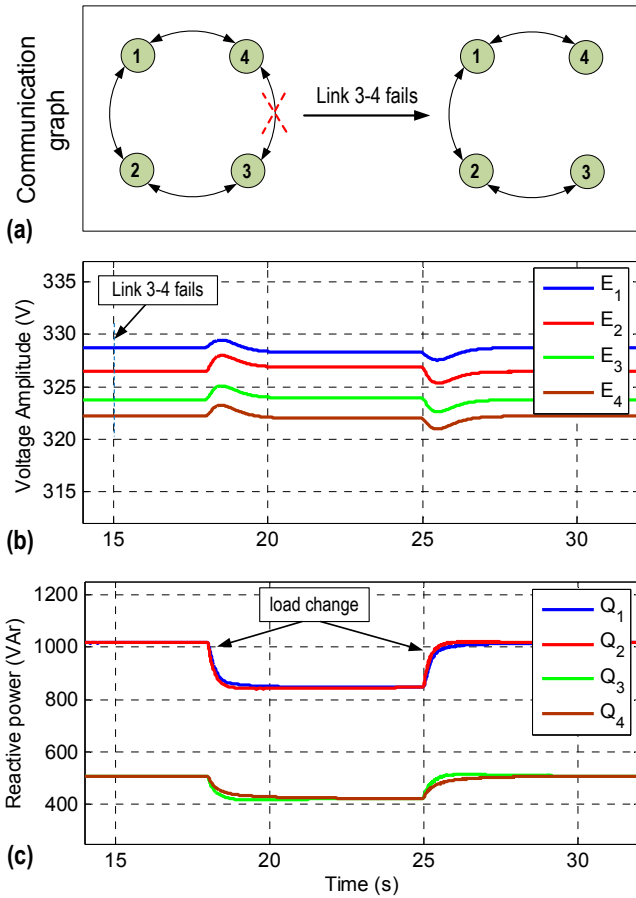 Communication
graph
1
4
2
3
Link 3-4 fails
1
4
2
3
(a)
Voltage Amplitude (V)
335
330
325
320
315
Link 3-4 fails
E1
E2
E3
E4
15
20
25
30
(b)
Reactive power (VAr)
1200
1000
800
600
400
load change
Q1
Q2
Q3
Q4
15
20
25
30
(c)
Time (s)